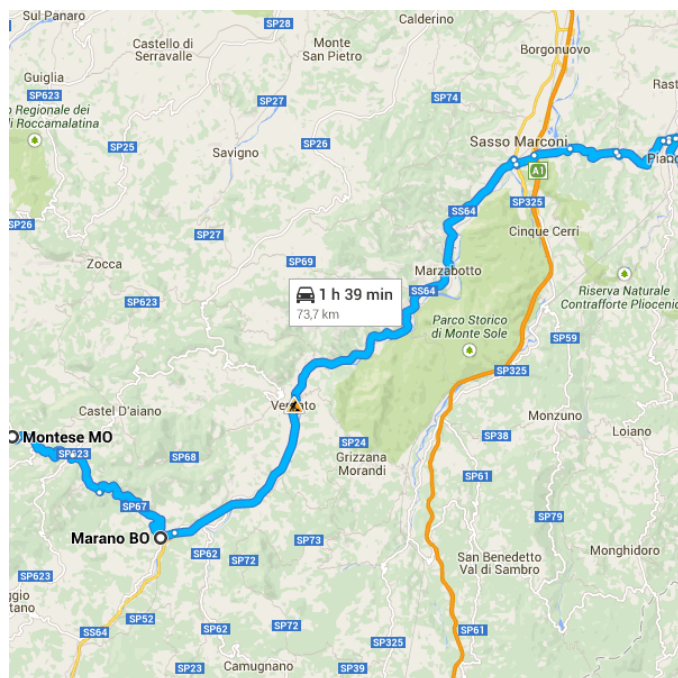 Sul Panaro
SP28
Calderino
Castello di
Serravalle
Monte
San Pietro
Borgonuovo
Guiglia
SP623
SP27
SP74
Rast
o Regionale dei
di Roccamalatina
SP25
Savigno
SP26
Sasso Marconi
A1
Pian
SP26
SP27
SS64
SP325
Cinque Cerri
Zocca
SP69
Marzabotto
SP623
1 h 39 min
73,7 km
SS64
Riserva Naturale
Contrafforte Pliocenic
Parco Storico
di Monte Sole
SP59
SP325
Castel D'aiano
Monzuno
Montese MO
SP623
SP68
SP24
Grizzana
Morandi
SP38
Loiano
SP61
SP67
SP79
Marano BO
SP62
SP72
SP73
San Benedetto
Val di Sambro
Monghidoro
SP623
ggio
tano
SP52
SS64
SP62
SP72
SP325
SP61
SP23
Camugnano
SP39